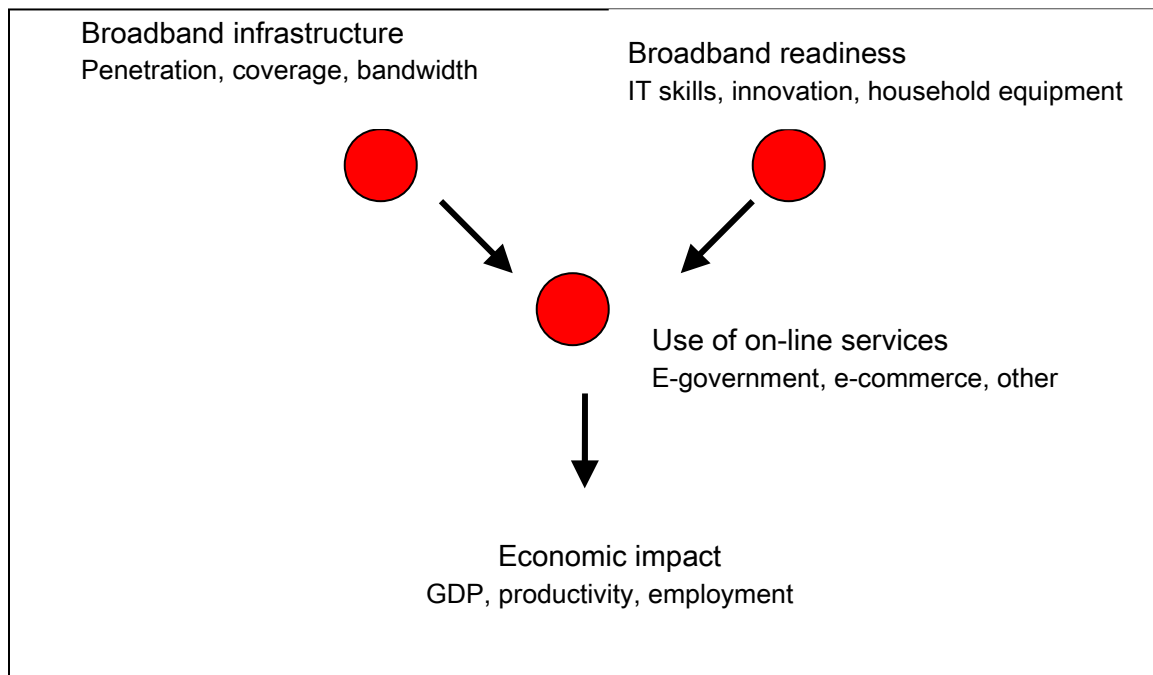 Broadband infrastructure
Penetration, coverage, bandwidth
Broadband readiness
IT skills, innovation, household equipment
Use of on-line services
E-government, e-commerce, other
Economic impact
GDP, productivity, employment